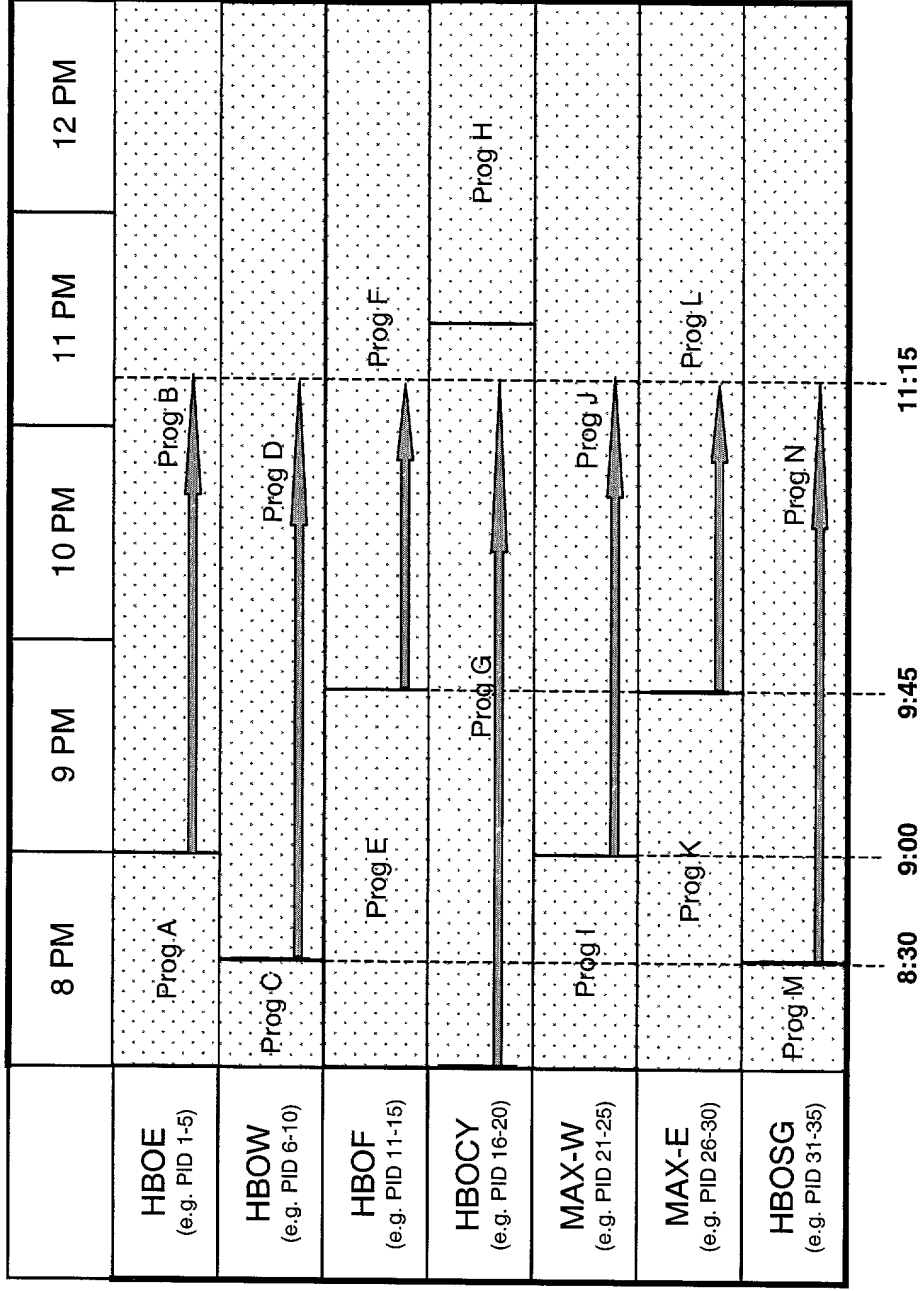 8 PM
9 PM
10 PM
11 PM
12 PM
HBOE
(e.g. PID 1-5)
Prog A
Prog B
HBOW
(e.g. PID 6-10)
Prog C
Prog D
HBOF
(e.g. PID 11-15)
Prog E
Prog F
HBOCY
(e.g. PID 16-20)
Prog G
Prog H
MAX-W
(e.g. PID 21-25)
Prog I
Prog J
MAX-E
(e.g. PID 26-30)
Prog K
Prog L
HBOSG
(e.g. PID 31-35)
Prog M
Prog N
8:30
9:00
9:45
11:15